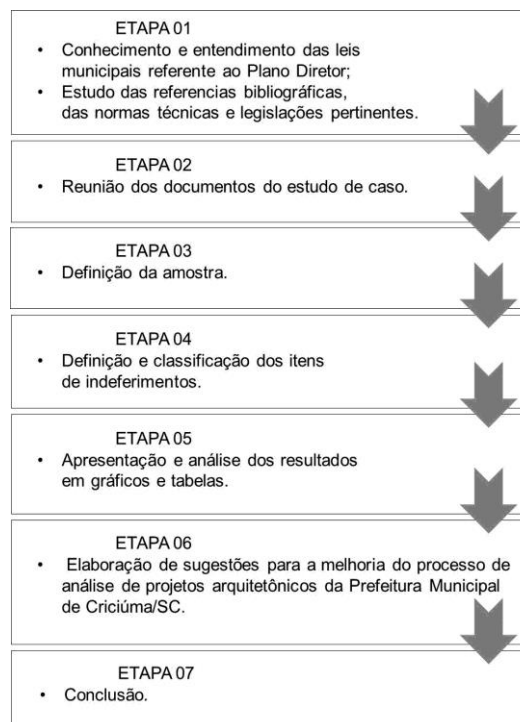 ETAPA 01
• Conhecimento e entendimento das leis
municipais referente ao Plano Diretor;
• Estudo das referencias bibliográficas,
das normas técnicas e legislações pertinentes.
ETAPA 02
• Reunião dos documentos do estudo de caso.
ETAPA 03
• Definição da amostra.
ETAPA 04
• Definição e classificação dos itens
de indeferimentos.
ETAPA 05
• Apresentação e análise dos resultados
em gráficos e tabelas.
ETAPA 06
• Elaboração de sugestões para a melhoria do processo de
análise de projetos arquitetônicos da Prefeitura Municipal
de Criciúma/SC.
ETAPA 07
• Conclusão.